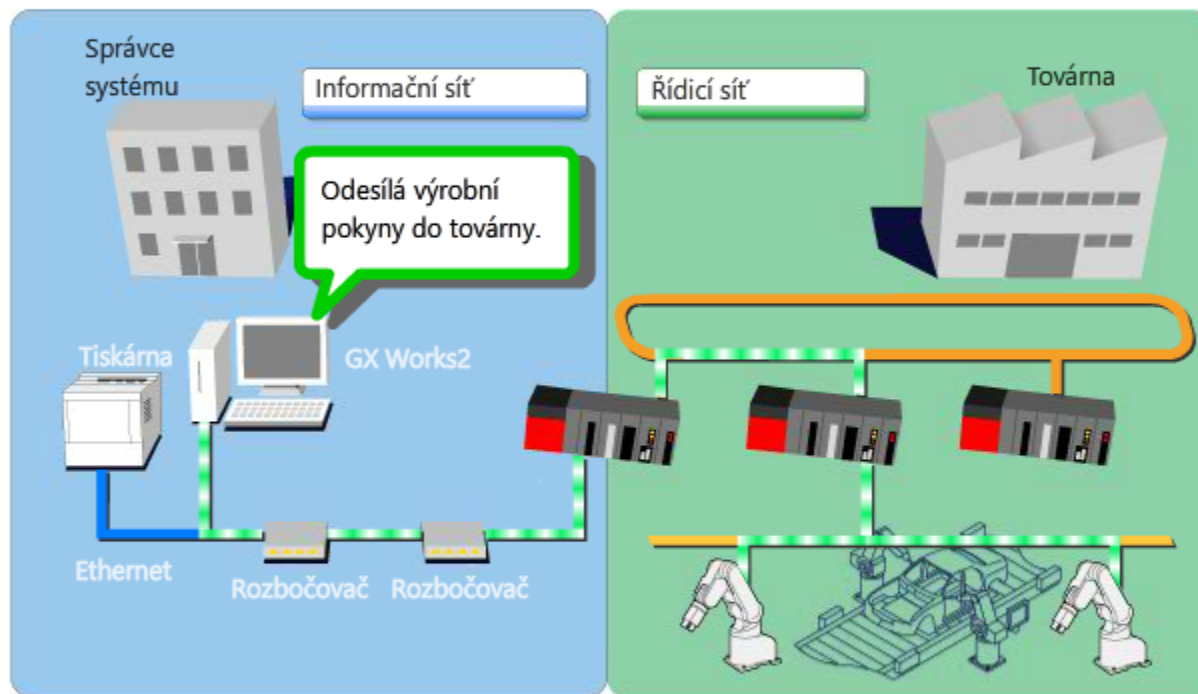 Správce
systému
Informační síť
Řídicí síť
Továrna
Odesílá výrobní
pokyny do továrny.
Tiskárna
GX Works2
Ethernet
Rozbočovač
Rozbočovač